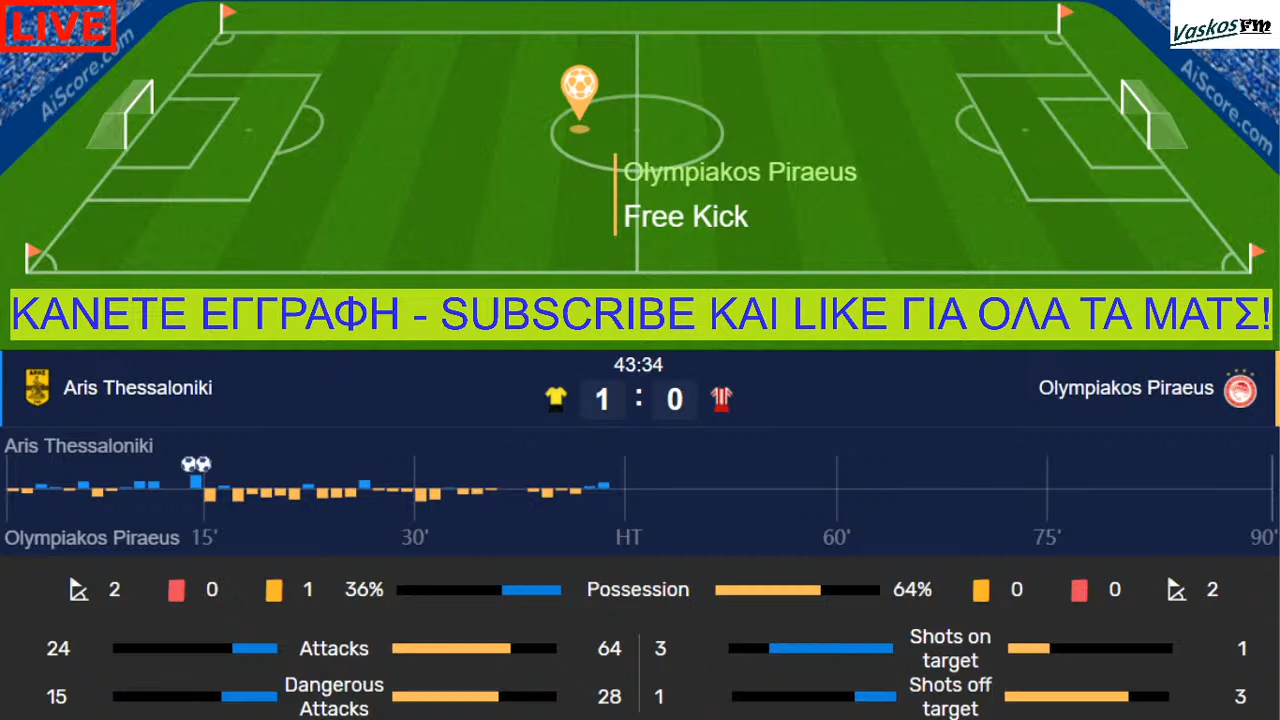 LIVE
Vaskos FM
AiScore.com
AiScore.com
Olympiakos Piraeus
Free Kick
ΚΑΝΕΤΕ ΕΓΓΡΑΦΗ - SUBSCRIBE ΚΑΙ LIKE ΓΙΑ ΟΛΑ ΤΑ ΜΑΤΣ!
43:34
Aris Thessaloniki 1 : 0 Olympiakos Piraeus
Aris Thessaloniki
Olympiakos Piraeus 15' 30' HT 60' 75' 90'
2 0 1 36% Possession 64% 0 0 2
24 Attacks 64 3 Shots on target 1
15 Dangerous Attacks 28 1 Shots off target 3